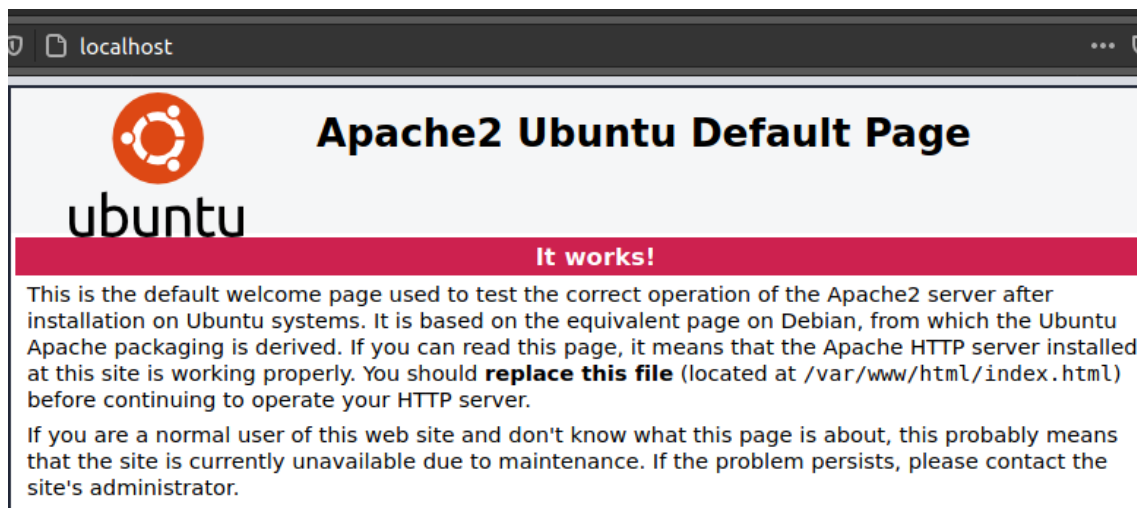 localhost
Apache2 Ubuntu Default Page
ubuntu
It works!
This is the default welcome page used to test the correct operation of the Apache2 server after
installation on Ubuntu systems. It is based on the equivalent page on Debian, from which the Ubuntu
Apache packaging is derived. If you can read this page, it means that the Apache HTTP server installed
at this site is working properly. You should replace this file (located at /var/www/html/index.html)
before continuing to operate your HTTP server.
If you are a normal user of this web site and don't know what this page is about, this probably means
that the site is currently unavailable due to maintenance. If the problem persists, please contact the
site's administrator.